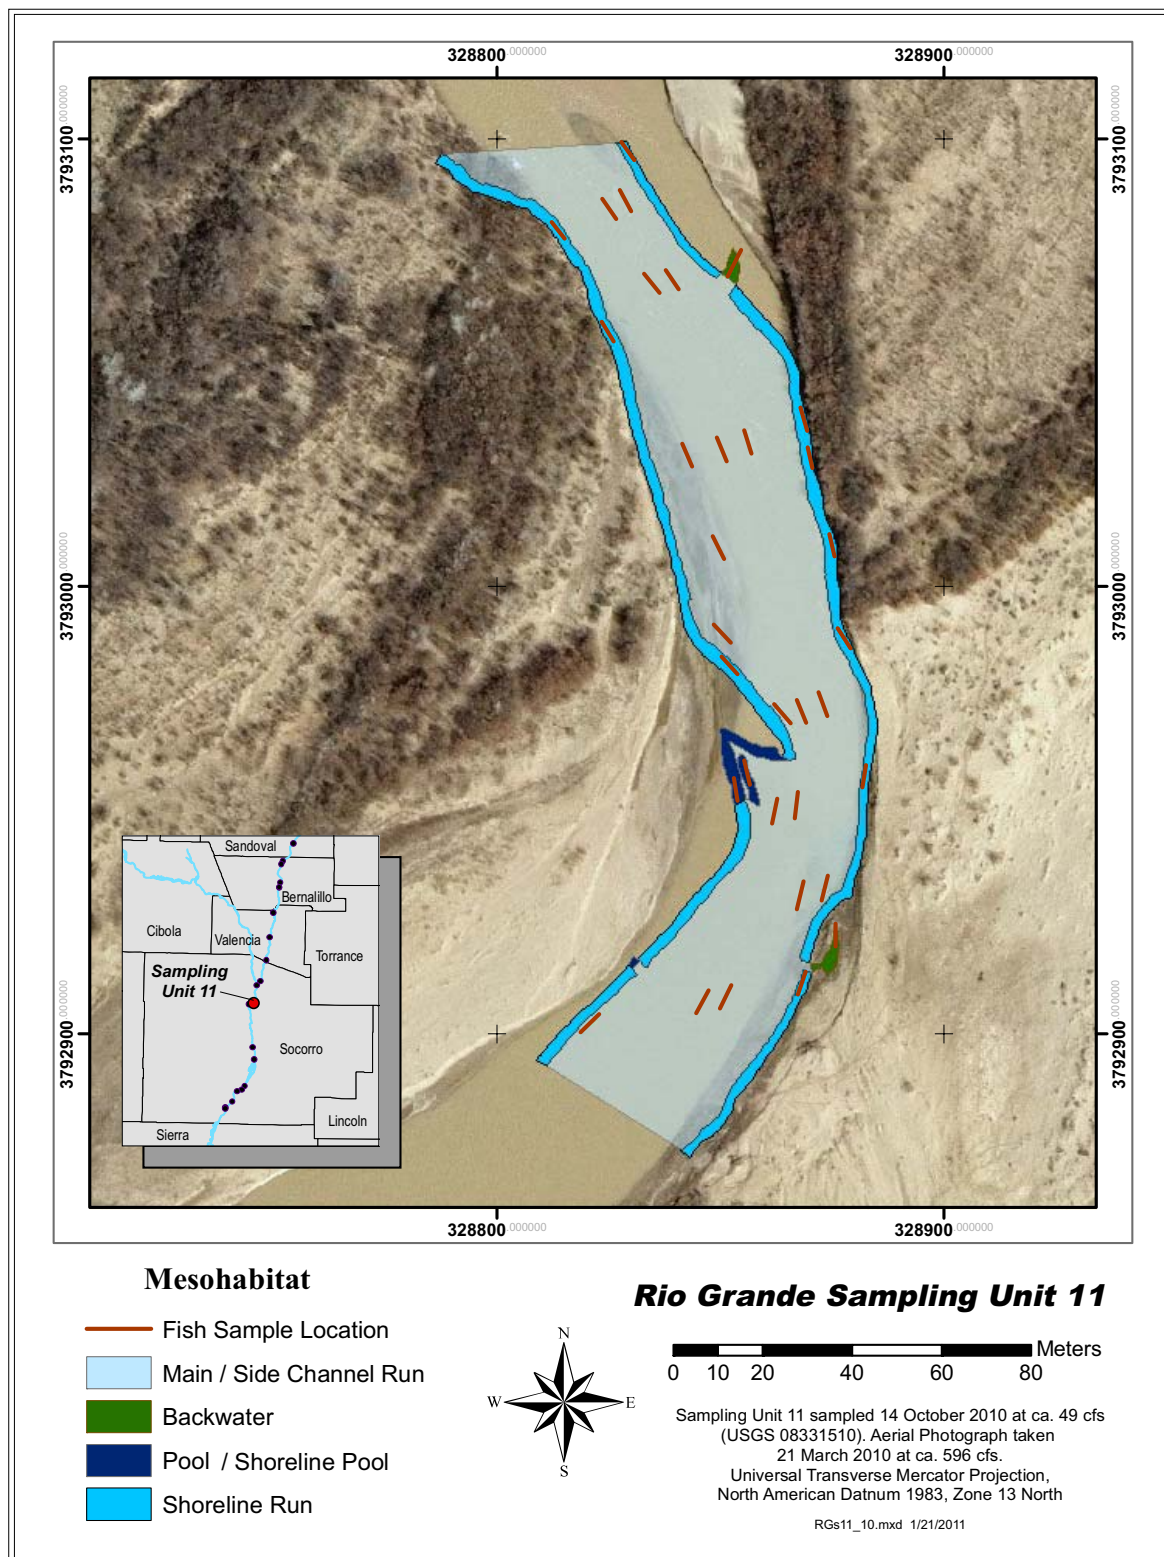 328800.000000
328900.000000
3793100.000000
3793100.000000
3793000.000000
3793000.000000
3792900.000000
3792900.000000
Sandoval
Bernalillo
Cibola
Valencia
Torrance
Sampling
Unit 11
Socorro
Lincoln
Sierra
328800.000000
328900.000000
Mesohabitat
Fish Sample Location
Main / Side Channel Run
Backwater
Pool / Shoreline Pool
Shoreline Run
N
W
E
S
Rio Grande Sampling Unit 11
Meters
0 10 20 40 60 80
Sampling Unit 11 sampled 14 October 2010 at ca. 49 cfs
(USGS 08331510). Aerial Photograph taken
21 March 2010 at ca. 596 cfs.
Universal Transverse Mercator Projection,
North American Datnum 1983, Zone 13 North
RGs11_10.mxd 1/21/2011